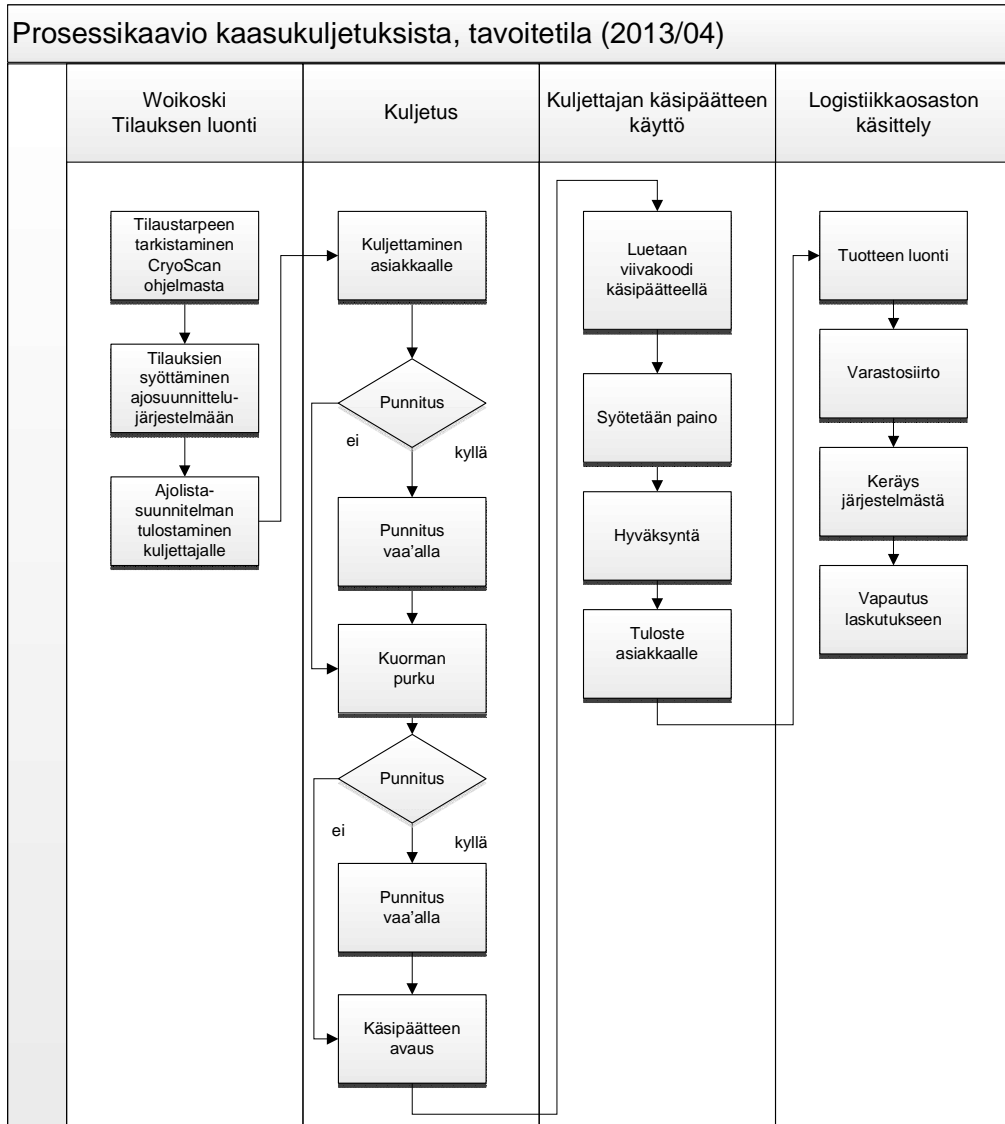 Prosessikaavio kaasukuljetuksista, tavoitetila (2013/04)
Woikoski
Tilauksen luonti
Kuljetus
Kuljettajan käsipäätteen
käyttö
Logistiikkaosaston
käsittely
Tilaustarpeen
tarkistaminen
CryoScan
ohjelmasta
Tilauksien
syöttäminen
ajosuunnittelu-
järjestelmään
Ajolista-
suunnitelman
tulostaminen
kuljettajalle
Kuljettaminen
asiakkaalle
Punnitus
ei
kyllä
Punnitus
vaa’alla
Kuorman
purku
Punnitus
ei
kyllä
Punnitus
vaa’alla
Käsipäätteen
avaus
Luetaan
viivakoodi
käsipäätteellä
Syötetään paino
Hyväksyntä
Tuloste
asiakkaalle
Tuotteen luonti
Varastosiirto
Keräys
järjestelmästä
Vapautus
laskutukseen